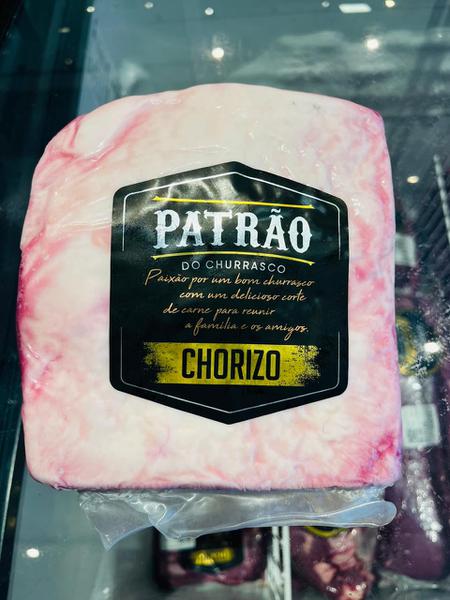 PATRÃO
DO CHURRASCO
Paixão por um bom churrasco
com um delicioso corte
de carne para reunir
a família e os amigos.
CHORIZO